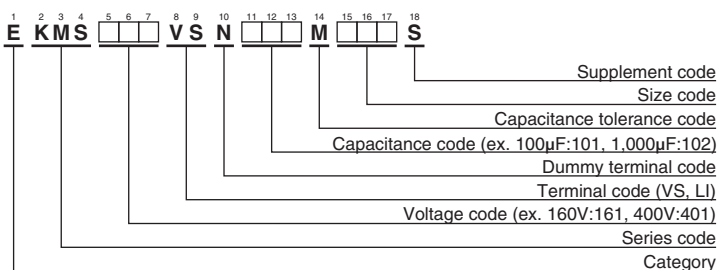 1 2 3 4 5 6 7 8 9 10 11 12 13 14 15 16 17 18
E KMS □□□ VS N □□□ M □□□ S
Supplement code
Size code
Capacitance tolerance code
Capacitance code (ex. 100µF:101, 1,000µF:102)
Dummy terminal code
Terminal code (VS, LI)
Voltage code (ex. 160V:161, 400V:401)
Series code
Category